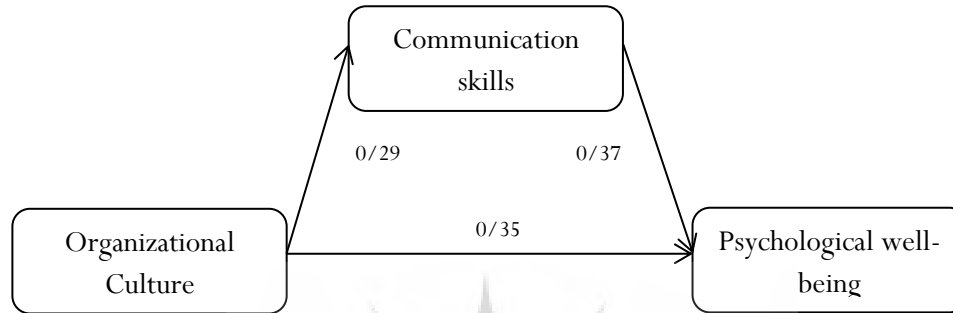 Communication
skills
0/29
0/37
0/35
Organizational
Culture
Psychological well-
being